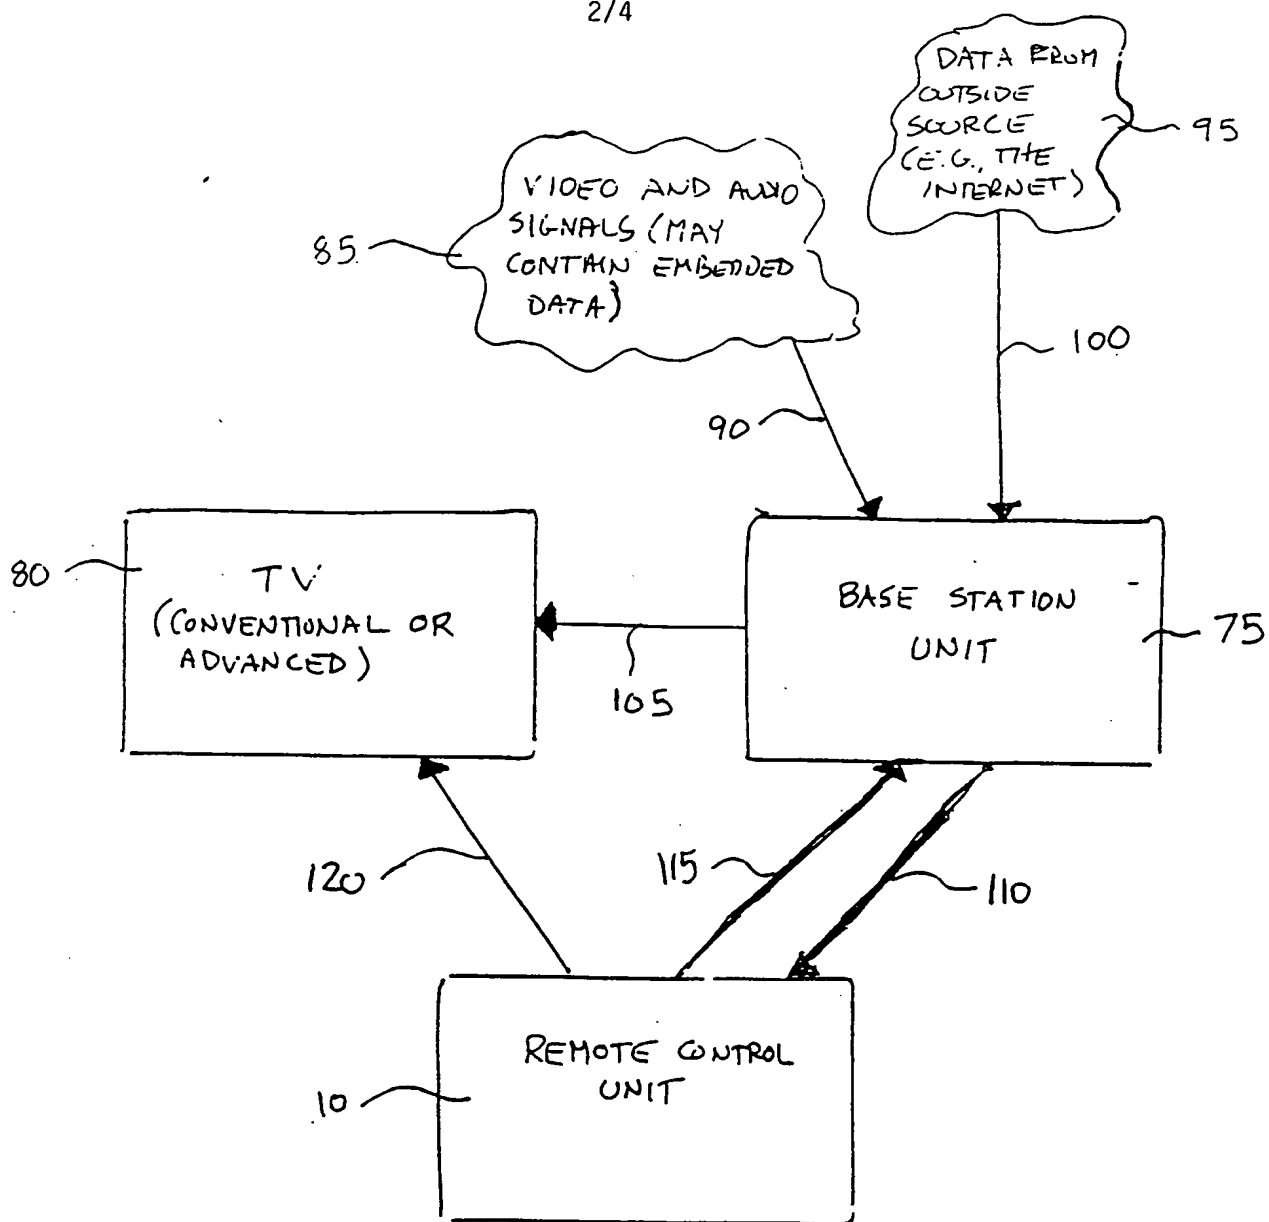 2/4
DATA FROM
OUTSIDE
SOURCE
(E.G., THE
INTERNET)
95
VIDEO AND AUDIO
SIGNALS (MAY
CONTAIN EMBEDDED
DATA)
85
100
90
80
TV
(CONVENTIONAL OR
ADVANCED)
BASE STATION
UNIT
75
105
120
115
110
REMOTE CONTROL
UNIT
10